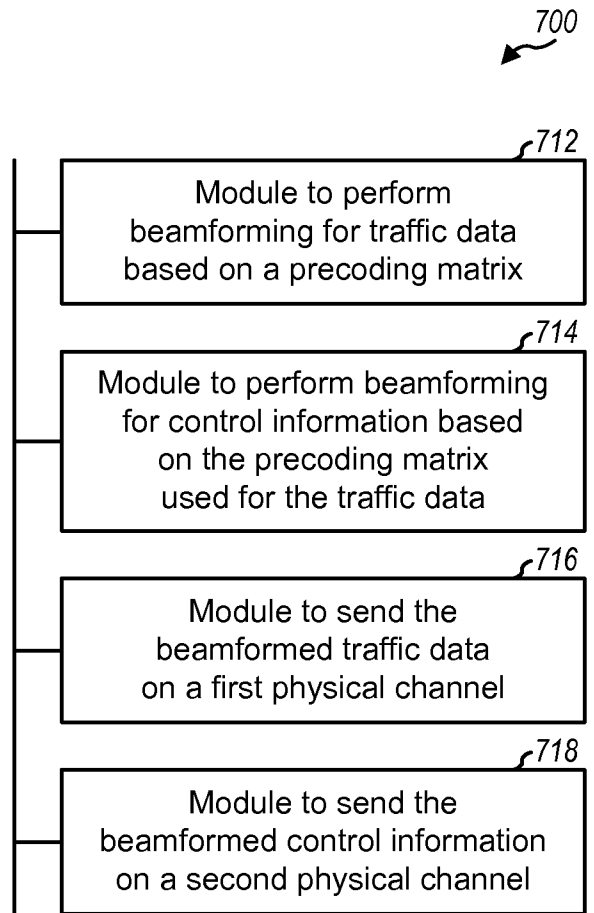 700
712
Module to perform
beamforming for traffic data
based on a precoding matrix
714
Module to perform beamforming
for control information based
on the precoding matrix
used for the traffic data
716
Module to send the
beamformed traffic data
on a first physical channel
718
Module to send the
beamformed control information
on a second physical channel